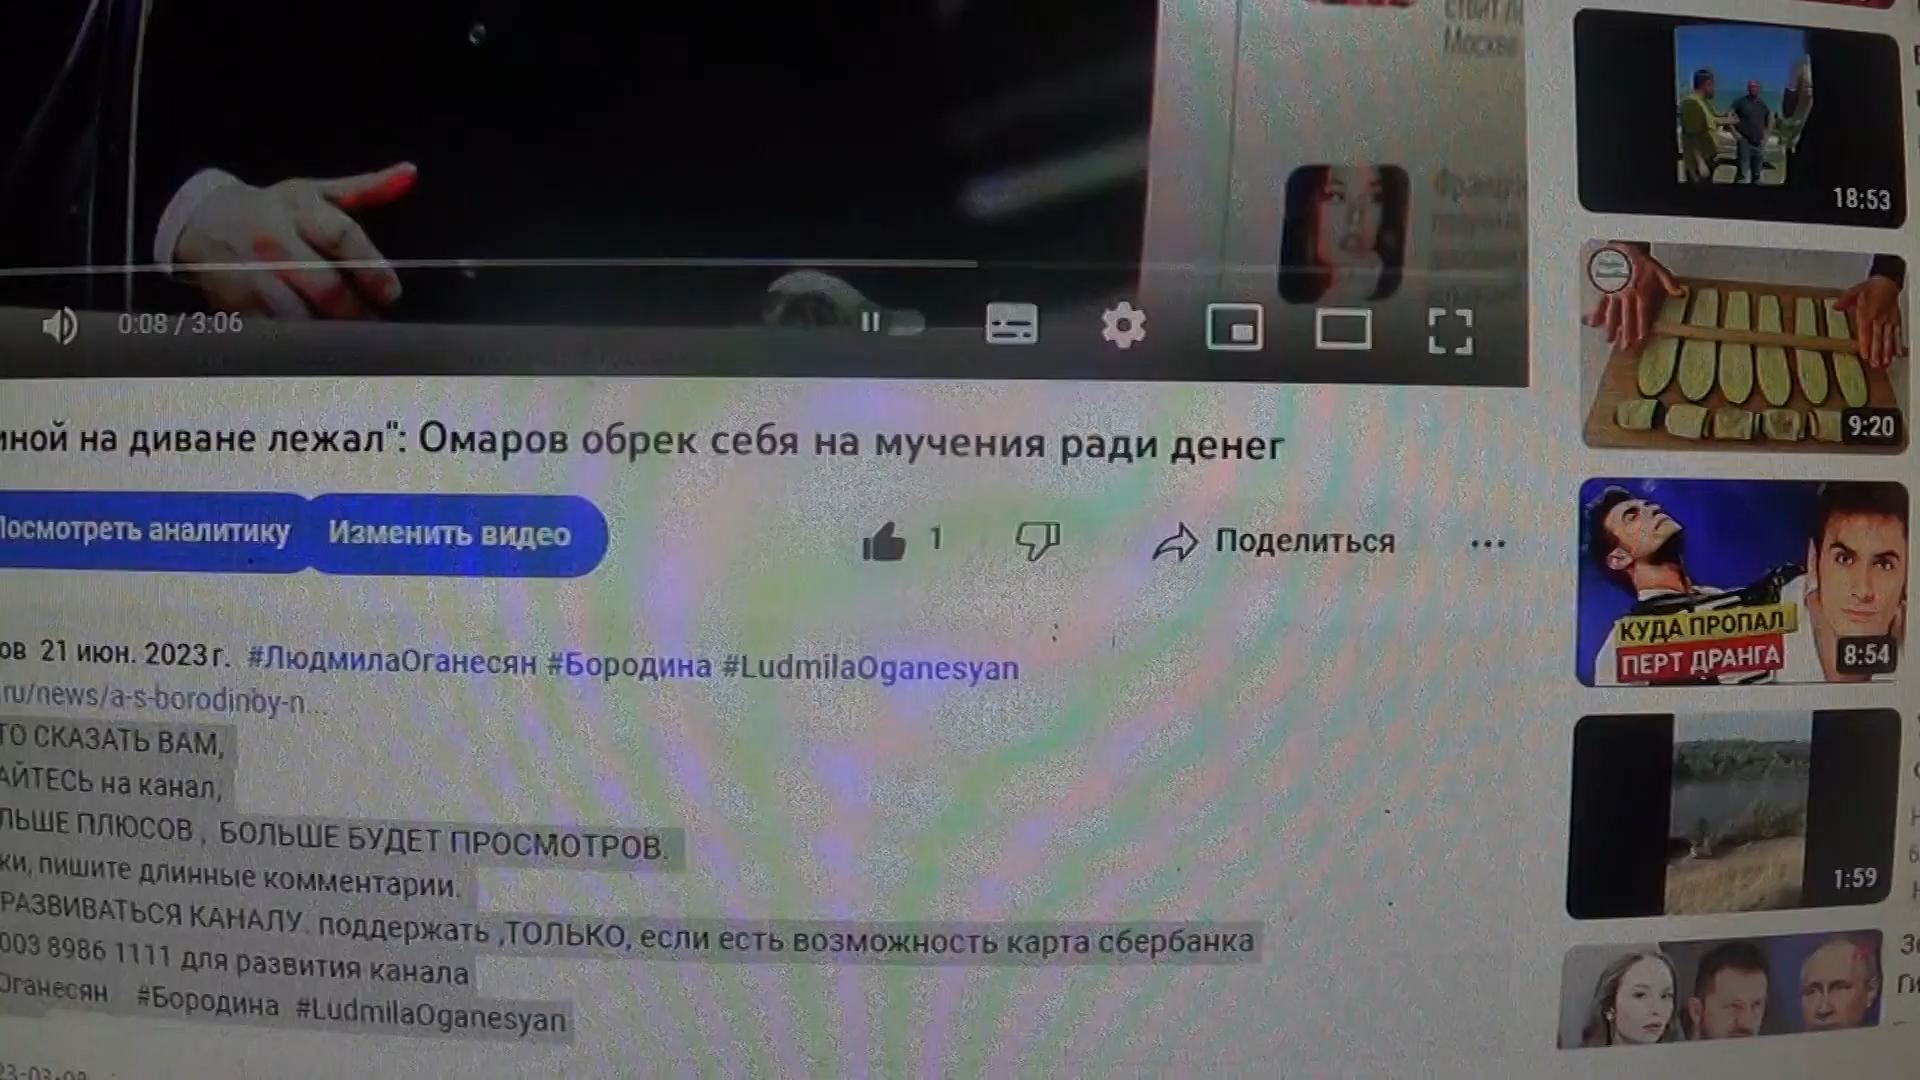 Москве
18:53
0:08 / 3:06
9:20
иной на диване лежал": Омаров обрек себя на мучения ради денег
Посмотреть аналитику
Изменить видео
1
Поделиться
КУДА ПРОПАЛ
ПЕРТ ДРАНГА
8:54
ов 21 июн. 2023 г. #ЛюдмилаОганесян #Бородина #LudmilaOganesyan
ru/news/a-s-borodinoy-n...
ТО СКАЗАТЬ ВАМ,
АЙТЕСЬ на канал,
ЛЬШЕ ПЛЮСОВ , БОЛЬШЕ БУДЕТ ПРОСМОТРОВ.
ки, пишите длинные комментарии.
РАЗВИВАТЬСЯ КАНАЛУ. поддержать ,ТОЛЬКО, если есть возможность карта сбербанка
003 8986 1111 для развития канала
Оганесян #Бородина #LudmilaOganesyan
1:59